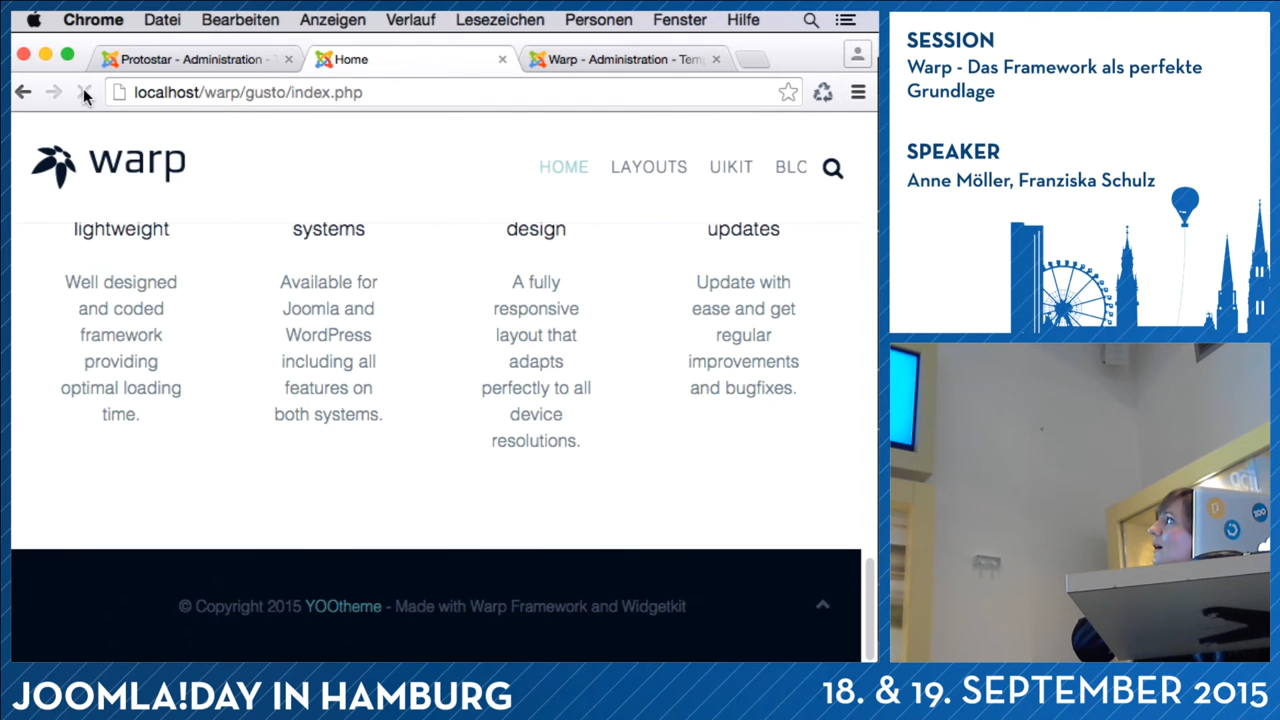 Chrome Datei Bearbeiten Anzeigen Verlauf Lesezeichen Personen Fenster Hilfe
Protostar - Administration - Home Warp - Administration - Tem
localhost/warp/gusto/index.php
warp
HOME LAYOUTS UIKIT BLC
lightweight systems design updates
Well designed Available for A fully Update with
and coded Joomla and responsive ease and get
framework WordPress layout that regular
providing including all adapts improvements
optimal loading features on perfectly to all and bugfixes.
time. both systems. device
resolutions.
© Copyright 2015 YOOtheme - Made with Warp Framework and Widgetkit
SESSION
Warp - Das Framework als perfekte
Grundlage
SPEAKER
Anne Möller, Franziska Schulz
ZOO
JOOMLA!DAY IN HAMBURG
18. & 19. SEPTEMBER 2015